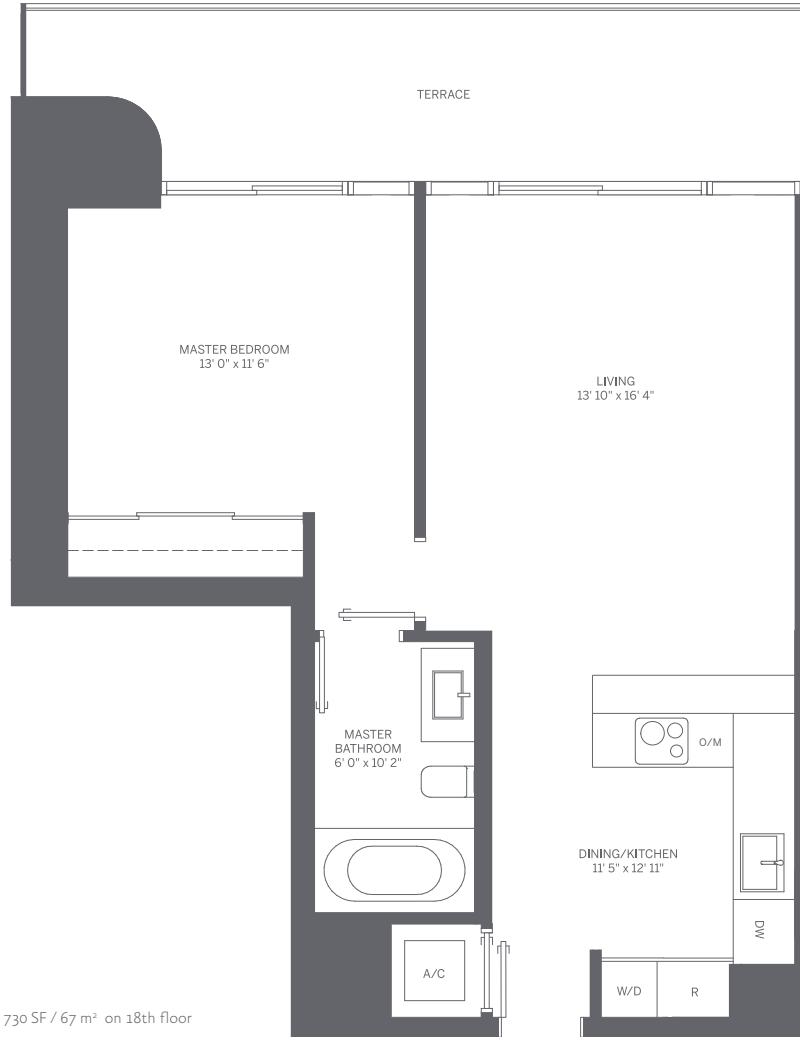 TERRACE
MASTER BEDROOM
13' 0" x 11' 6"
LIVING
13' 10" x 16' 4"
MASTER
BATHROOM
6' 0" x 10' 2"
O/M
DINING/KITCHEN
11' 5" x 12' 11"
DW
A/C
W/D
R
730 SF / 67 m² on 18th floor